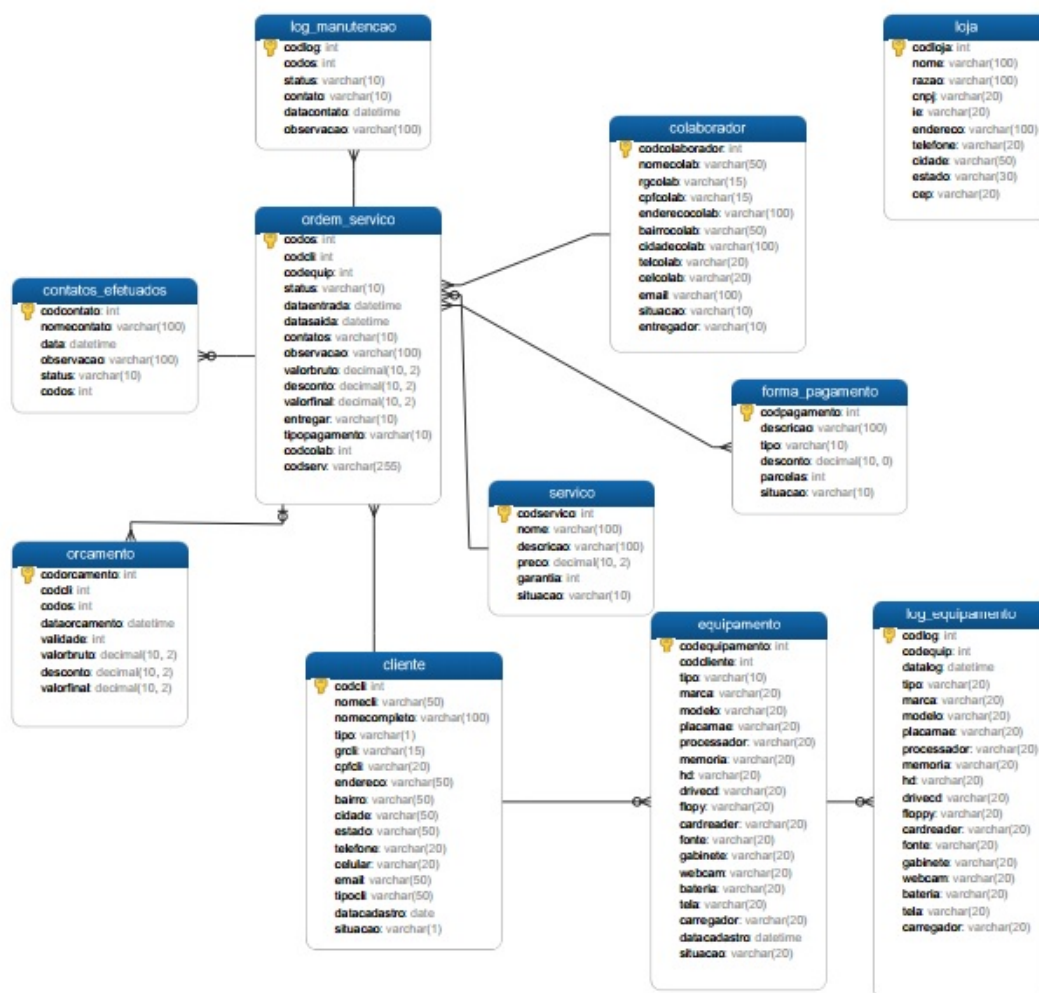 log_manutencao
codlog: int
codos: int
status: varchar(10)
contato: varchar(10)
datacontato: datetime
observacao: varchar(100)
loja
codloja: int
nome: varchar(100)
razao: varchar(100)
cnpj: varchar(20)
ie: varchar(20)
endereco: varchar(100)
telefone: varchar(20)
cidade: varchar(50)
estado: varchar(30)
cep: varchar(20)
colaborador
codcolaborador: int
nomecolab: varchar(50)
rgcolab: varchar(15)
cpfcolab: varchar(15)
enderecocolab: varchar(100)
bairrocolab: varchar(50)
cidadecolab: varchar(100)
telcolab: varchar(20)
celcolab: varchar(20)
email: varchar(100)
situacao: varchar(10)
entregador: varchar(10)
ordem_servico
codos: int
codcli: int
codequip: int
status: varchar(10)
dataentrada: datetime
datasaida: datetime
contatos: varchar(10)
observacao: varchar(100)
valorbruto: decimal(10, 2)
desconto: decimal(10, 2)
valorfinal: decimal(10, 2)
entregar: varchar(10)
tipopagamento: varchar(10)
codcolab: int
codserv: varchar(255)
contatos_efetuados
codcontato: int
nomecontato: varchar(100)
data: datetime
observacao: varchar(100)
status: varchar(10)
codos: int
forma_pagamento
codpagamento: int
descricao: varchar(100)
tipo: varchar(10)
desconto: decimal(10, 0)
parcelas: int
situacao: varchar(10)
servico
codservico: int
nome: varchar(100)
descricao: varchar(100)
preco: decimal(10, 2)
garantia: int
situacao: varchar(10)
orcamento
codorcamento: int
codcli: int
codos: int
dataorcamento: datetime
validade: int
valorbruto: decimal(10, 2)
desconto: decimal(10, 2)
valorfinal: decimal(10, 2)
cliente
codcli: int
nomecli: varchar(50)
nomecompleto: varchar(100)
tipo: varchar(1)
grcli: varchar(15)
cpfcli: varchar(20)
endereco: varchar(50)
bairro: varchar(50)
cidade: varchar(50)
estado: varchar(50)
telefone: varchar(20)
celular: varchar(20)
email: varchar(50)
tipocli: varchar(50)
datacadastro: date
situacao: varchar(1)
equipamento
codequipamento: int
codcliente: int
tipo: varchar(10)
marca: varchar(20)
modelo: varchar(20)
placamae: varchar(20)
processador: varchar(20)
memoria: varchar(20)
hd: varchar(20)
drivecd: varchar(20)
flopy: varchar(20)
cardreader: varchar(20)
fonte: varchar(20)
gabinete: varchar(20)
webcam: varchar(20)
bateria: varchar(20)
tela: varchar(20)
carregador: varchar(20)
datacadastro: datetime
situacao: varchar(20)
log_equipamento
codlog: int
codequip: int
datalog: datetime
tipo: varchar(20)
marca: varchar(20)
modelo: varchar(20)
placamae: varchar(20)
processador: varchar(20)
memoria: varchar(20)
hd: varchar(20)
drivecd: varchar(20)
floppy: varchar(20)
cardreader: varchar(20)
fonte: varchar(20)
gabinete: varchar(20)
webcam: varchar(20)
bateria: varchar(20)
tela: varchar(20)
carregador: varchar(20)